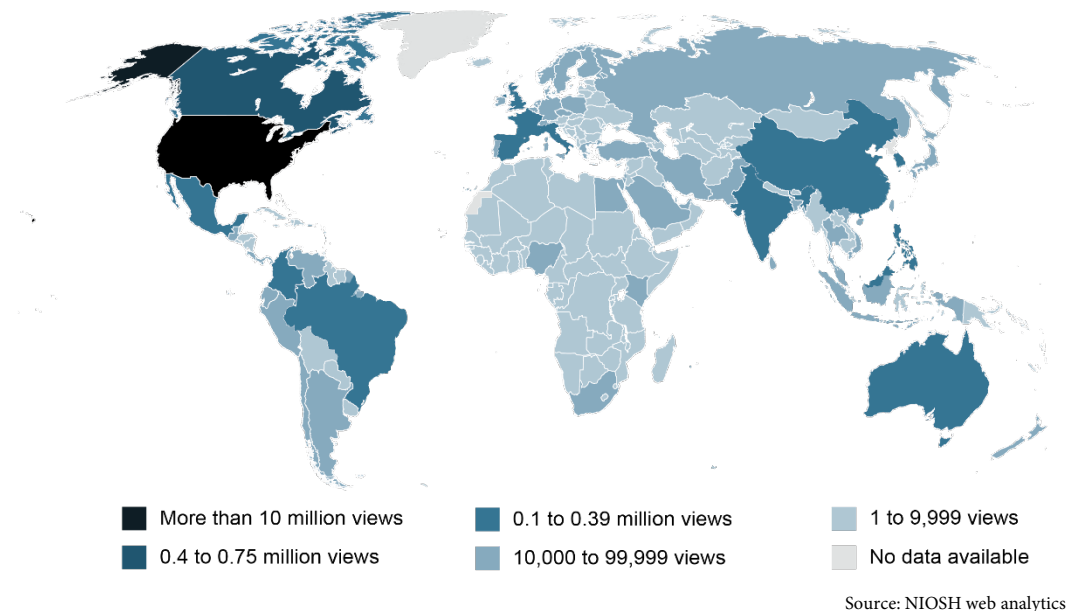 More than 10 million views
0.4 to 0.75 million views
0.1 to 0.39 million views
10,000 to 99,999 views
1 to 9,999 views
No data available
Source: NIOSH web analytics